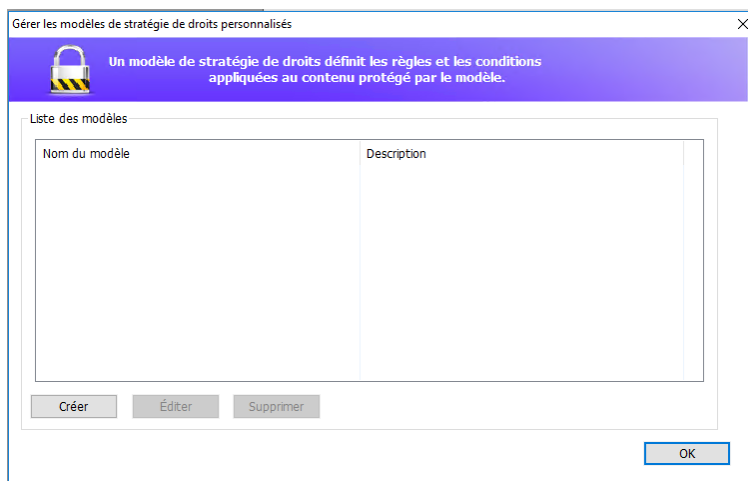 Gérer les modèles de stratégie de droits personnalisés
Un modèle de stratégie de droits définit les règles et les conditions
appliquées au contenu protégé par le modèle.
Liste des modèles
Nom du modèle Description
Créer Éditer Supprimer
OK